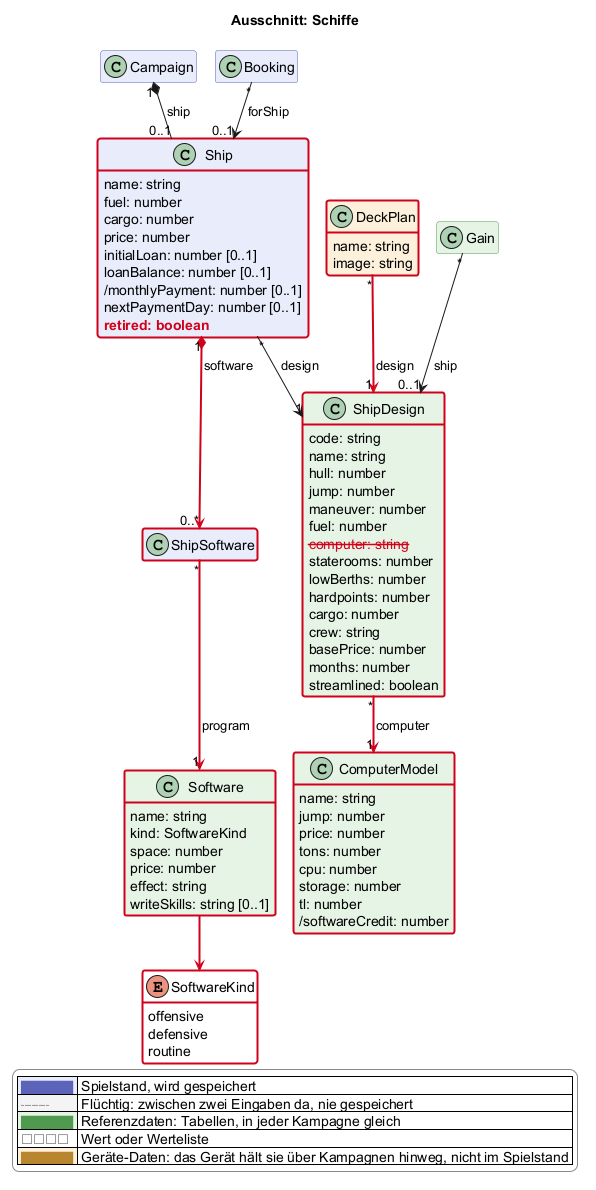 Ausschnitt: Schiffe
C Campaign
C Booking
1
ship
0..1
*
forShip
0..1
C Ship
name: string
fuel: number
cargo: number
price: number
initialLoan: number [0..1]
loanBalance: number [0..1]
/monthlyPayment: number [0..1]
nextPaymentDay: number [0..1]
retired: boolean
C DeckPlan
name: string
image: string
C Gain
1
software
0..*
*
design
1
*
design
1
*
ship
0..1
C ShipDesign
code: string
name: string
hull: number
jump: number
maneuver: number
fuel: number
computer: string
staterooms: number
lowBerths: number
hardpoints: number
cargo: number
crew: string
basePrice: number
months: number
streamlined: boolean
C ShipSoftware
*
program
1
*
computer
1
C Software
name: string
kind: SoftwareKind
space: number
price: number
effect: string
writeSkills: string [0..1]
C ComputerModel
name: string
jump: number
price: number
tons: number
cpu: number
storage: number
tl: number
/softwareCredit: number
E SoftwareKind
offensive
defensive
routine
Spielstand, wird gespeichert
Flüchtig: zwischen zwei Eingaben da, nie gespeichert
Referenzdaten: Tabellen, in jeder Kampagne gleich
Wert oder Werteliste
Geräte-Daten: das Gerät hält sie über Kampagnen hinweg, nicht im Spielstand